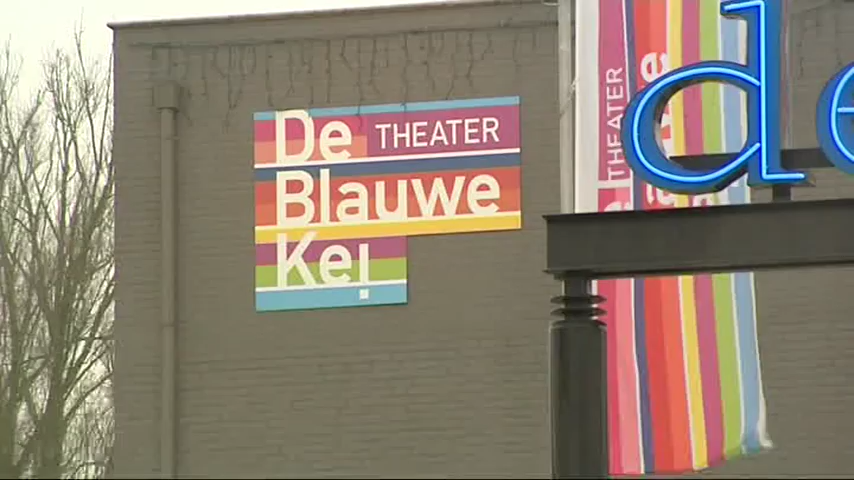 De THEATER
Blauwe
Kei
THEATER
de